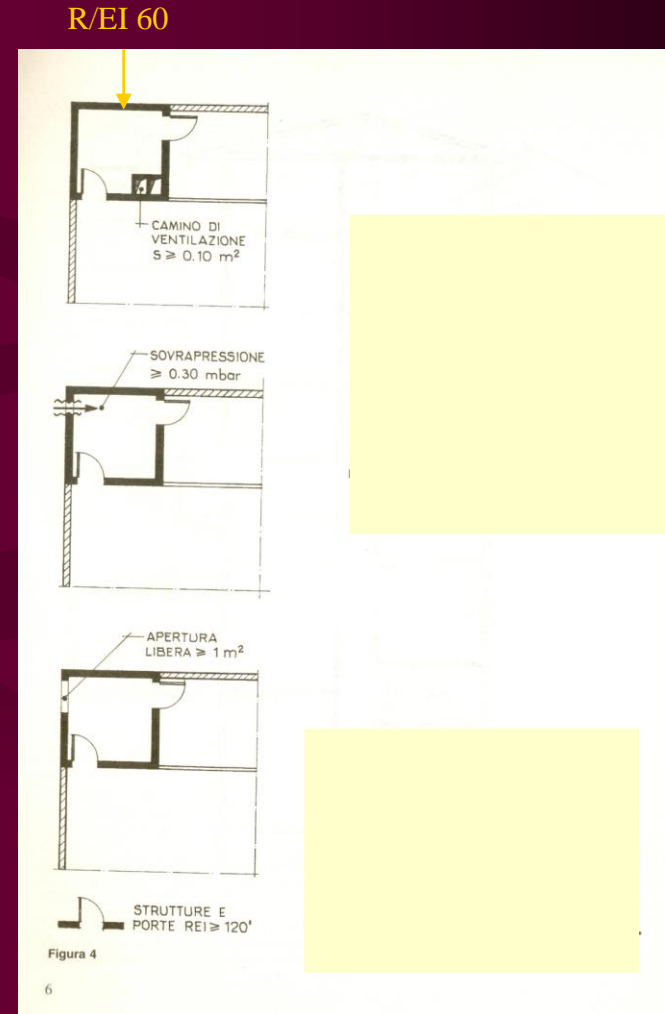 R/EI 60
CAMINO DI
VENTILAZIONE
S ≥ 0.10 m²
SOVRAPRESSIONE
≥ 0.30 mbar
APERTURA
LIBERA ≥ 1 m²
STRUTTURE E
PORTE REI ≥ 120'
Figura 4
6